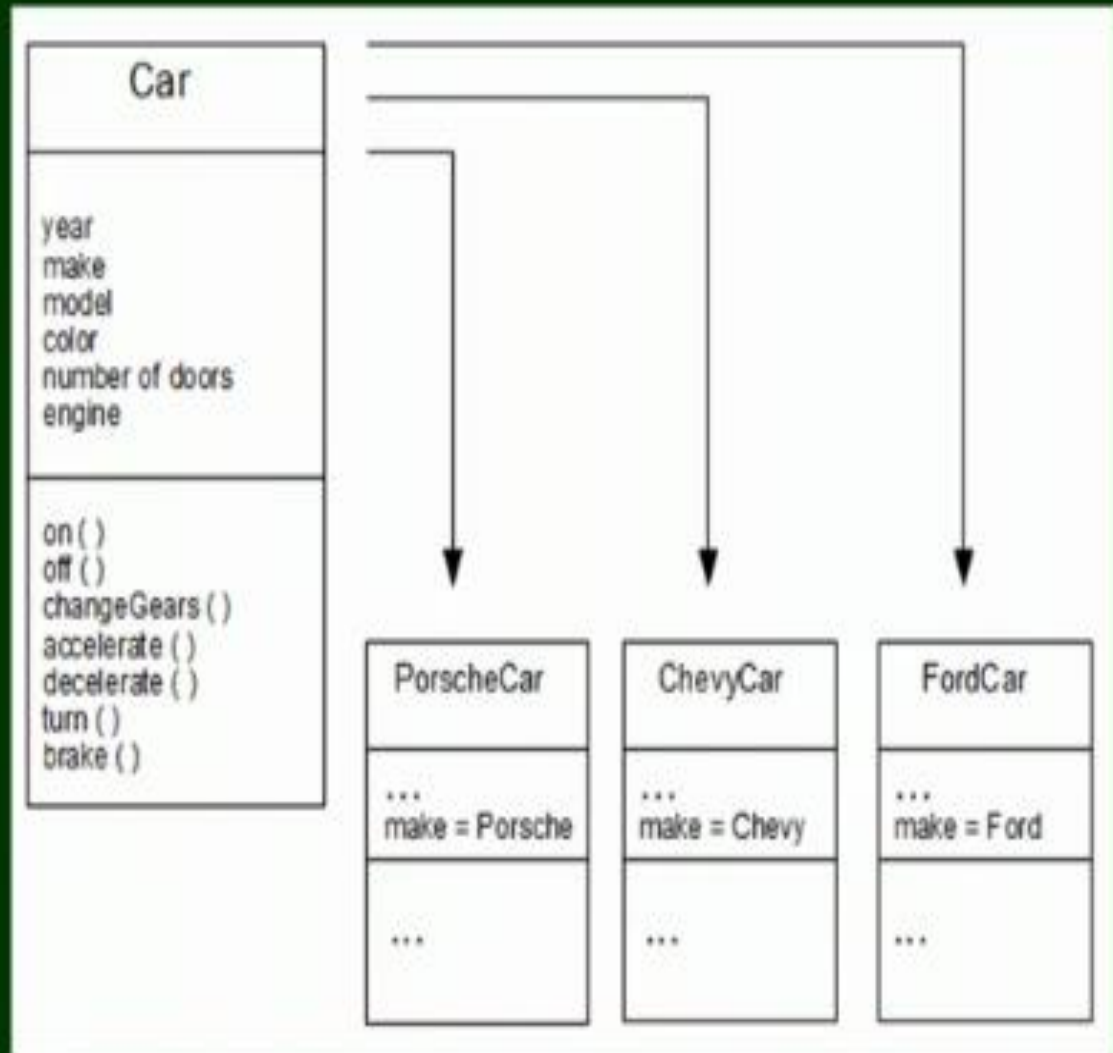 Car
year
make
model
color
number of doors
engine
on ( )
off ( )
changeGears ( )
accelerate ( )
decelerate ( )
turn ( )
brake ( )
PorscheCar
...
make = Porsche
...
ChevyCar
...
make = Chevy
...
FordCar
...
make = Ford
...